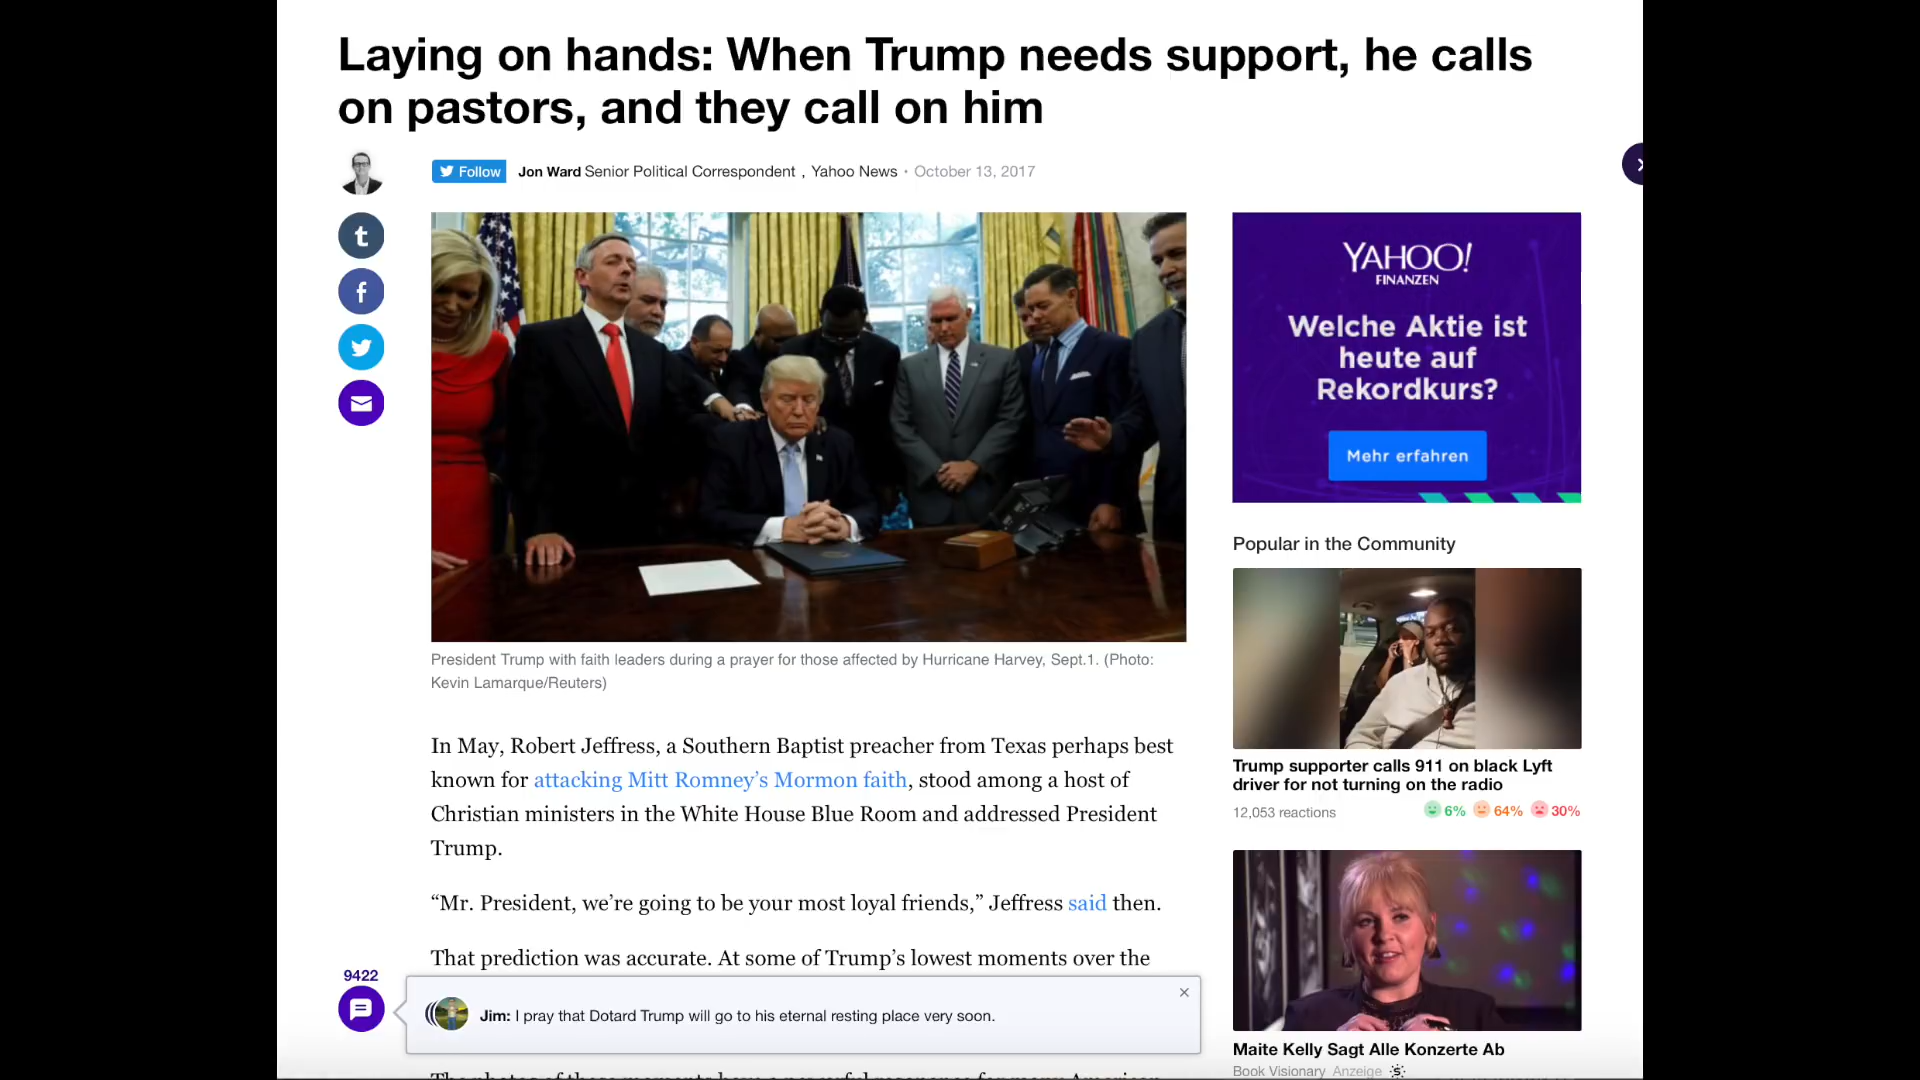 Laying on hands: When Trump needs support, he calls
on pastors, and they call on him
Follow
Jon Ward Senior Political Correspondent , Yahoo News • October 13, 2017
President Trump with faith leaders during a prayer for those affected by Hurricane Harvey, Sept.1. (Photo:
Kevin Lamarque/Reuters)
In May, Robert Jeffress, a Southern Baptist preacher from Texas perhaps best
known for attacking Mitt Romney’s Mormon faith, stood among a host of
Christian ministers in the White House Blue Room and addressed President
Trump.
“Mr. President, we’re going to be your most loyal friends,” Jeffress said then.
That prediction was accurate. At some of Trump’s lowest moments over the
9422
Jim: I pray that Dotard Trump will go to his eternal resting place very soon.
YAHOO!
FINANZEN
Welche Aktie ist
heute auf
Rekordkurs?
Mehr erfahren
Popular in the Community
Trump supporter calls 911 on black Lyft
driver for not turning on the radio
12,053 reactions
6% 64% 30%
Maite Kelly Sagt Alle Konzerte Ab
Book Visionary Anzeige